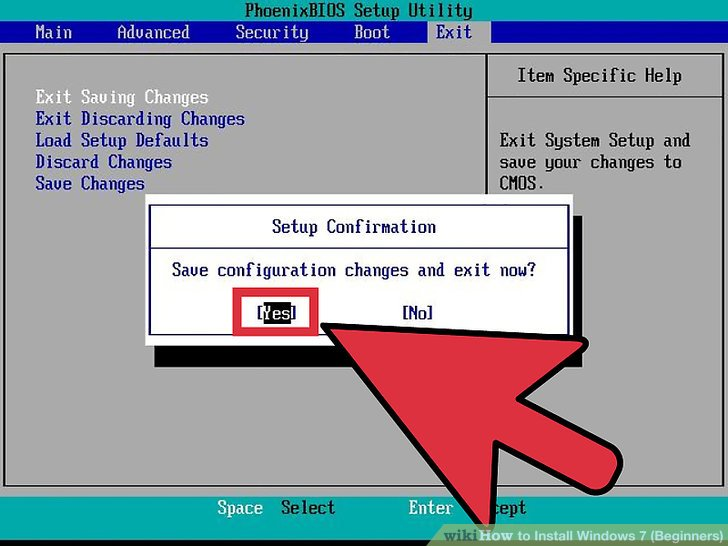 PhoenixBIOS Setup Utility
Main Advanced Security Boot Exit
Item Specific Help
Exit Saving Changes
Exit Discarding Changes
Load Setup Defaults
Discard Changes
Save Changes
Exit System Setup and
save your changes to
CMOS.
Setup Confirmation
Save configuration changes and exit now?
[Yes] [No]
Space Select Enter
wikiHow to Install Windows 7 (Beginners)